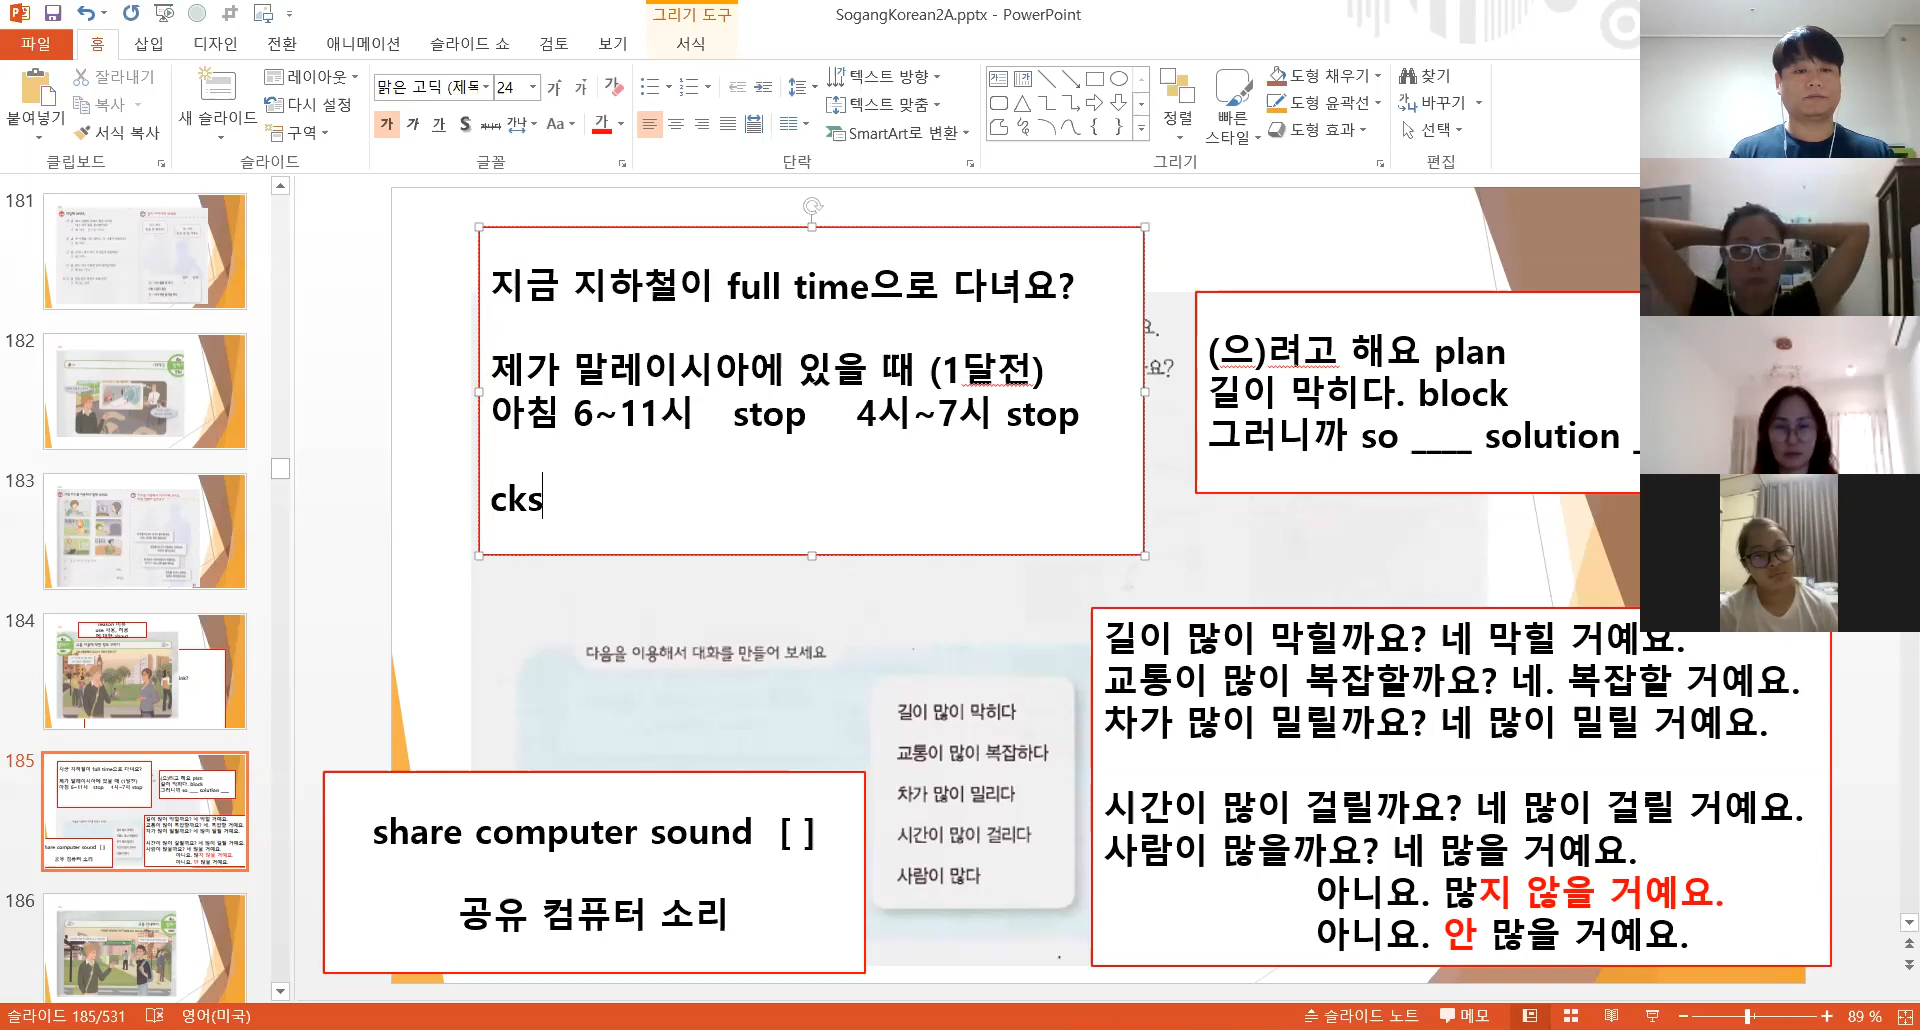 SogangKorean2A.pptx - PowerPoint
그리기 도구
파일
홈
삽입
디자인
전환
애니메이션
슬라이드 쇼
검토
보기
서식
붙여넣기
잘라내기
복사
서식 복사
클립보드
새 슬라이드
레이아웃
다시 설정
구역
슬라이드
맑은 고딕 (제목
24
가
가
가
가
가
가
S
간나
Aa
가
글꼴
텍스트 방향
텍스트 맞춤
SmartArt로 변환
단락
정렬
빠른
스타일
도형 채우기
도형 윤곽선
도형 효과
그리기
찾기
바꾸기
선택
편집
181
182
183
184
185
186
지금 지하철이 full time으로 다녀요?
제가 말레이시아에 있을 때 (1달전)
아침 6~11시 stop 4시~7시 stop
cks
요.
요?
(으)려고 해요 plan
길이 막히다. block
그러니까 so ____ solution _
다음을 이용해서 대화를 만들어 보세요
길이 많이 막히다
교통이 많이 복잡하다
차가 많이 밀리다
시간이 많이 걸리다
사람이 많다
share computer sound [ ]
공유 컴퓨터 소리
길이 많이 막힐까요? 네 막힐 거예요.
교통이 많이 복잡할까요? 네. 복잡할 거예요.
차가 많이 밀릴까요? 네 많이 밀릴 거예요.
시간이 많이 걸릴까요? 네 많이 걸릴 거예요.
사람이 많을까요? 네 많을 거예요.
아니요. 많지 않을 거예요.
아니요. 안 많을 거예요.
슬라이드 185/531
영어(미국)
슬라이드 노트
메모
89 %